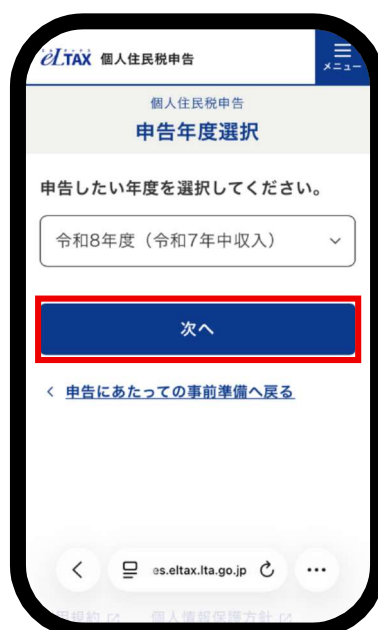 eLTAX 個人住民税申告
メニュー
個人住民税申告
申告年度選択
申告したい年度を選択してください。
令和8年度（令和7年中収入）
次へ
申告にあたっての事前準備へ戻る
es.eltax.lta.go.jp
個人情報保護方針